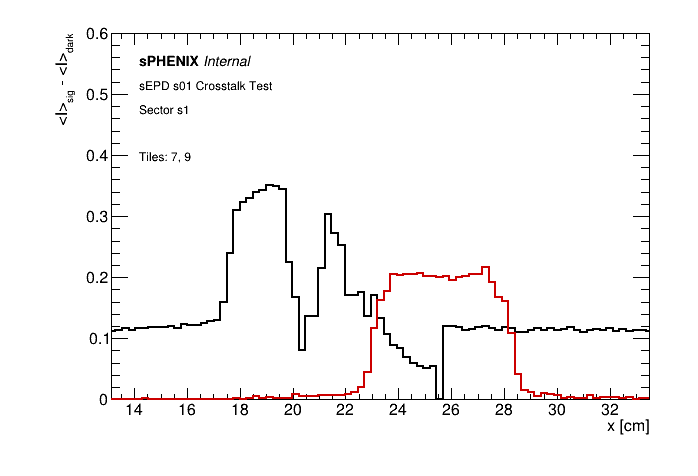 <I>sig - <I>dark
0.6
0.5
0.4
0.3
0.2
0.1
0
sPHENIX Internal
sEPD s01 Crosstalk Test
Sector s1
Tiles: 7, 9
14 16 18 20 22 24 26 28 30 32
x [cm]